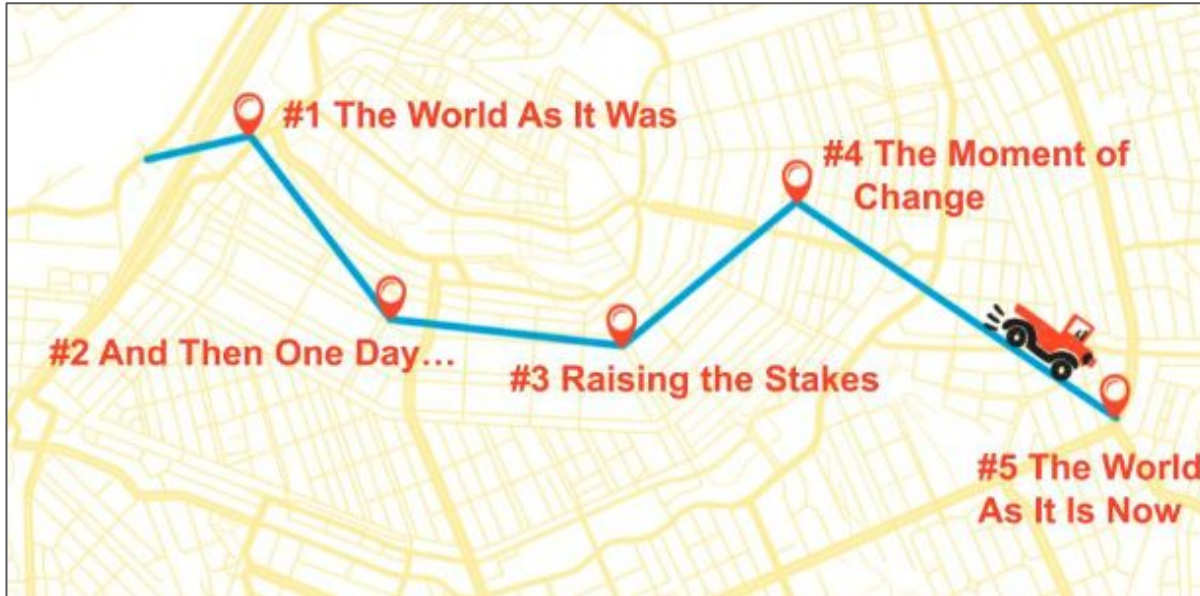 #1 The World As It Was
#4 The Moment of
Change
#2 And Then One Day…
#3 Raising the Stakes
#5 The World
As It Is Now